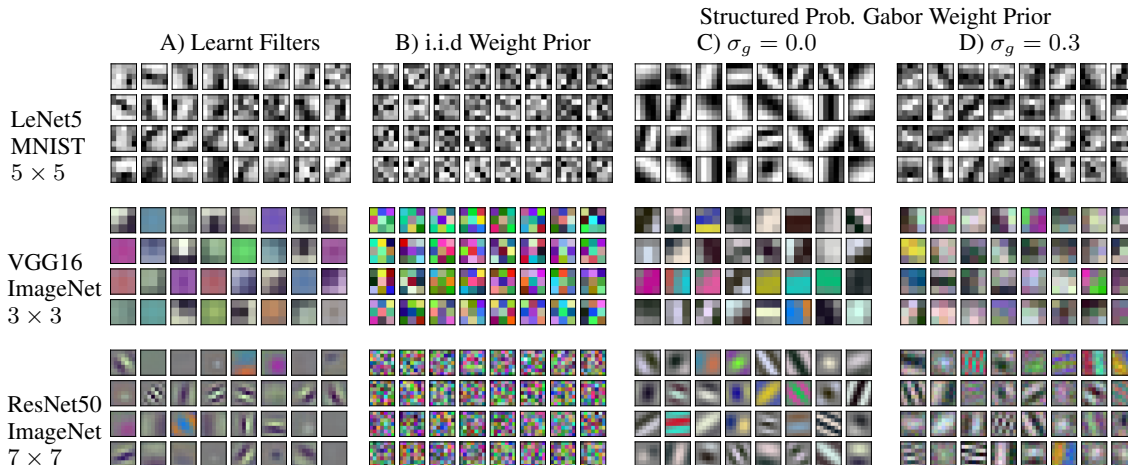 Structured Prob. Gabor Weight Prior
A) Learnt Filters
B) i.i.d Weight Prior
C) σ_g = 0.0
D) σ_g = 0.3
LeNet5
MNIST
5 × 5
VGG16
ImageNet
3 × 3
ResNet50
ImageNet
7 × 7